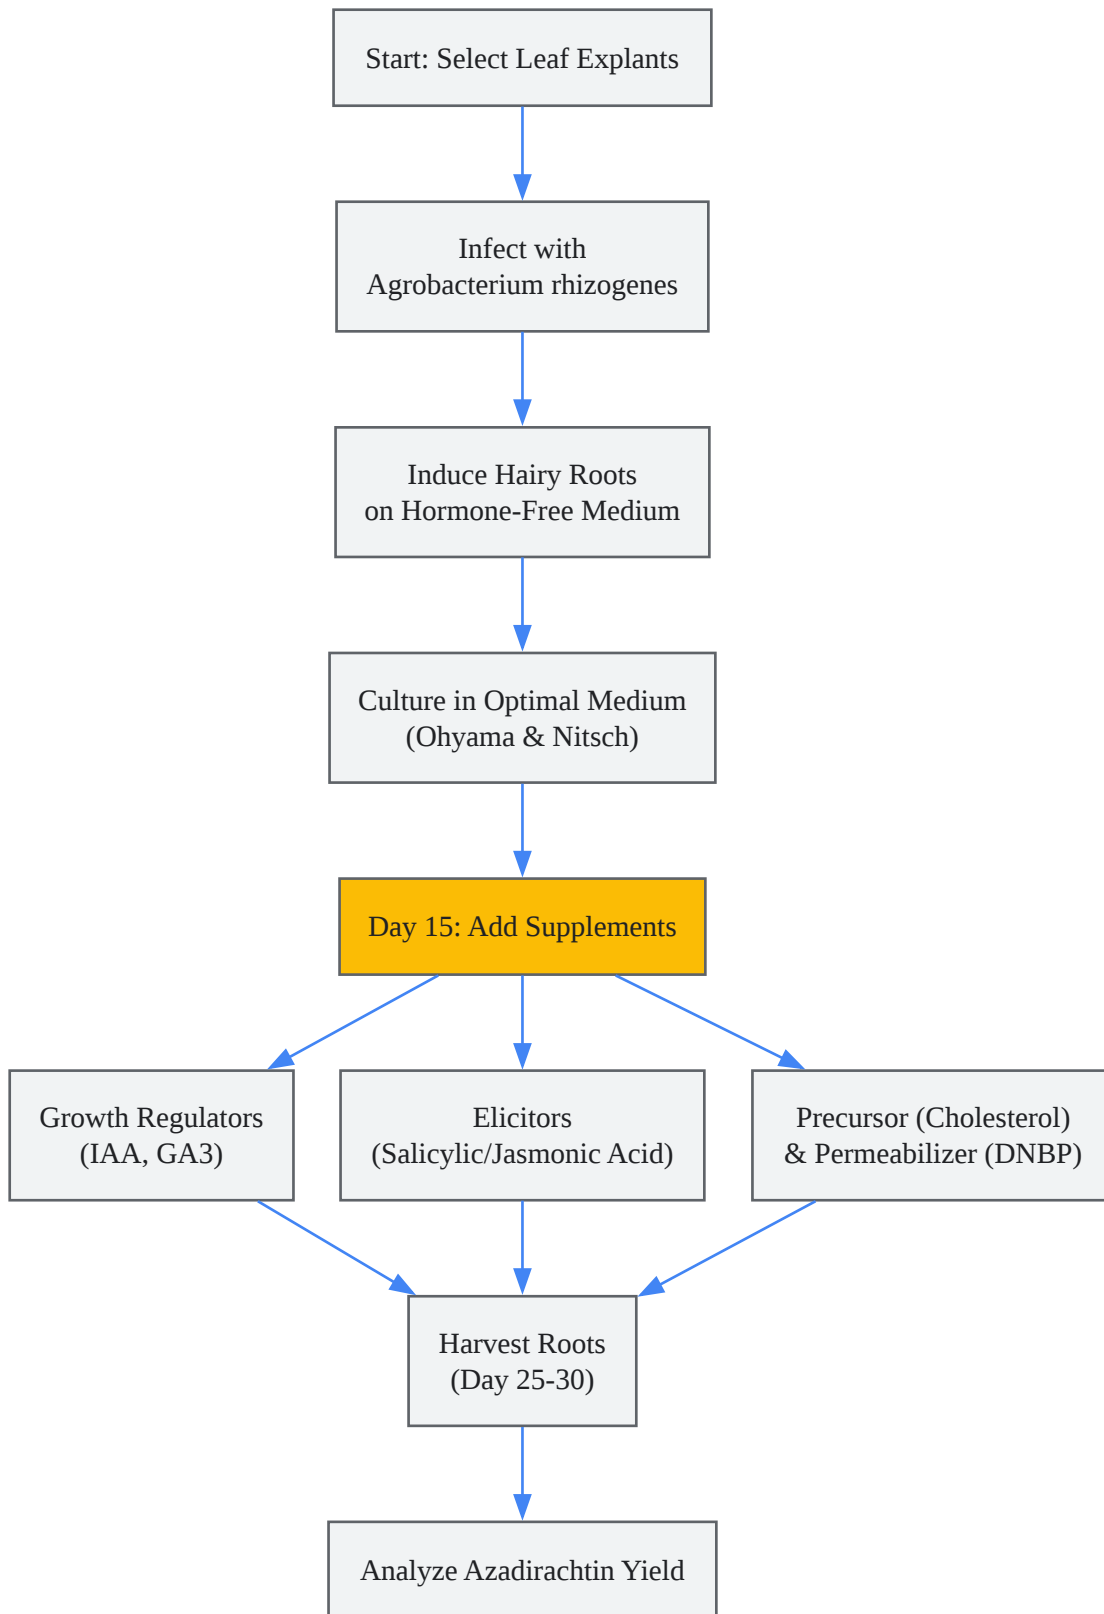 Start: Select Leaf Explants
Infect with
Agrobacterium rhizogenes
Induce Hairy Roots
on Hormone-Free Medium
Culture in Optimal Medium
(Ohyama & Nitsch)
Day 15: Add Supplements
Growth Regulators
(IAA, GA3)
Elicitors
(Salicylic/Jasmonic Acid)
Precursor (Cholesterol)
& Permeabilizer (DNBP)
Harvest Roots
(Day 25-30)
Analyze Azadirachtin Yield